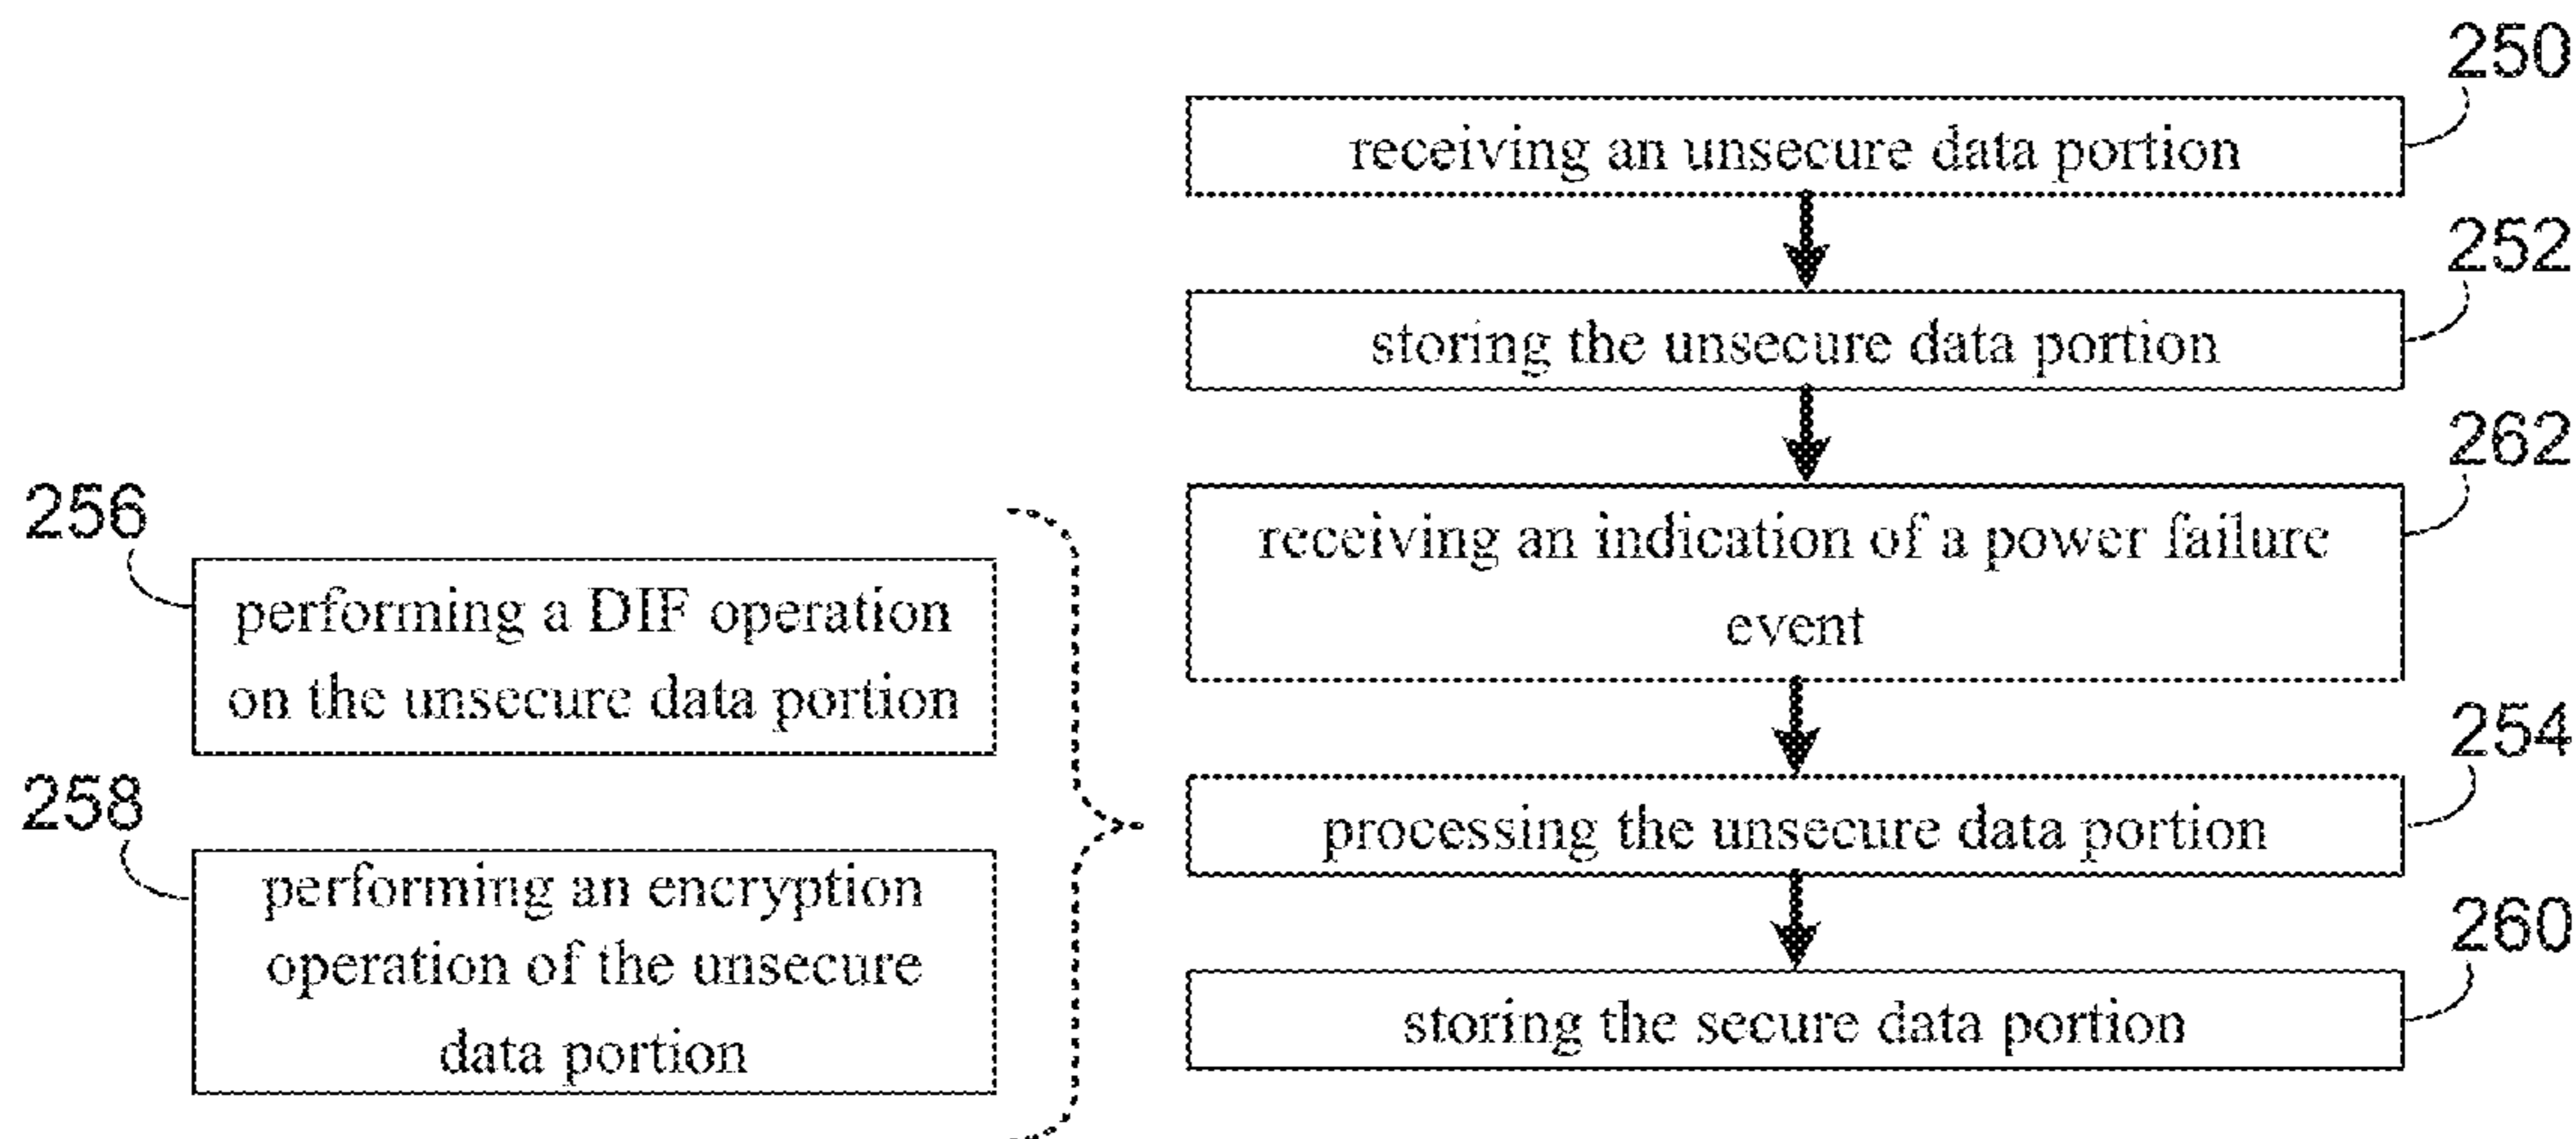 250
receiving an unsecure data portion
252
storing the unsecure data portion
262
receiving an indication of a power failure
event
256
performing a DIF operation
on the unsecure data portion
254
processing the unsecure data portion
258
performing an encryption
operation of the unsecure
data portion
260
storing the secure data portion